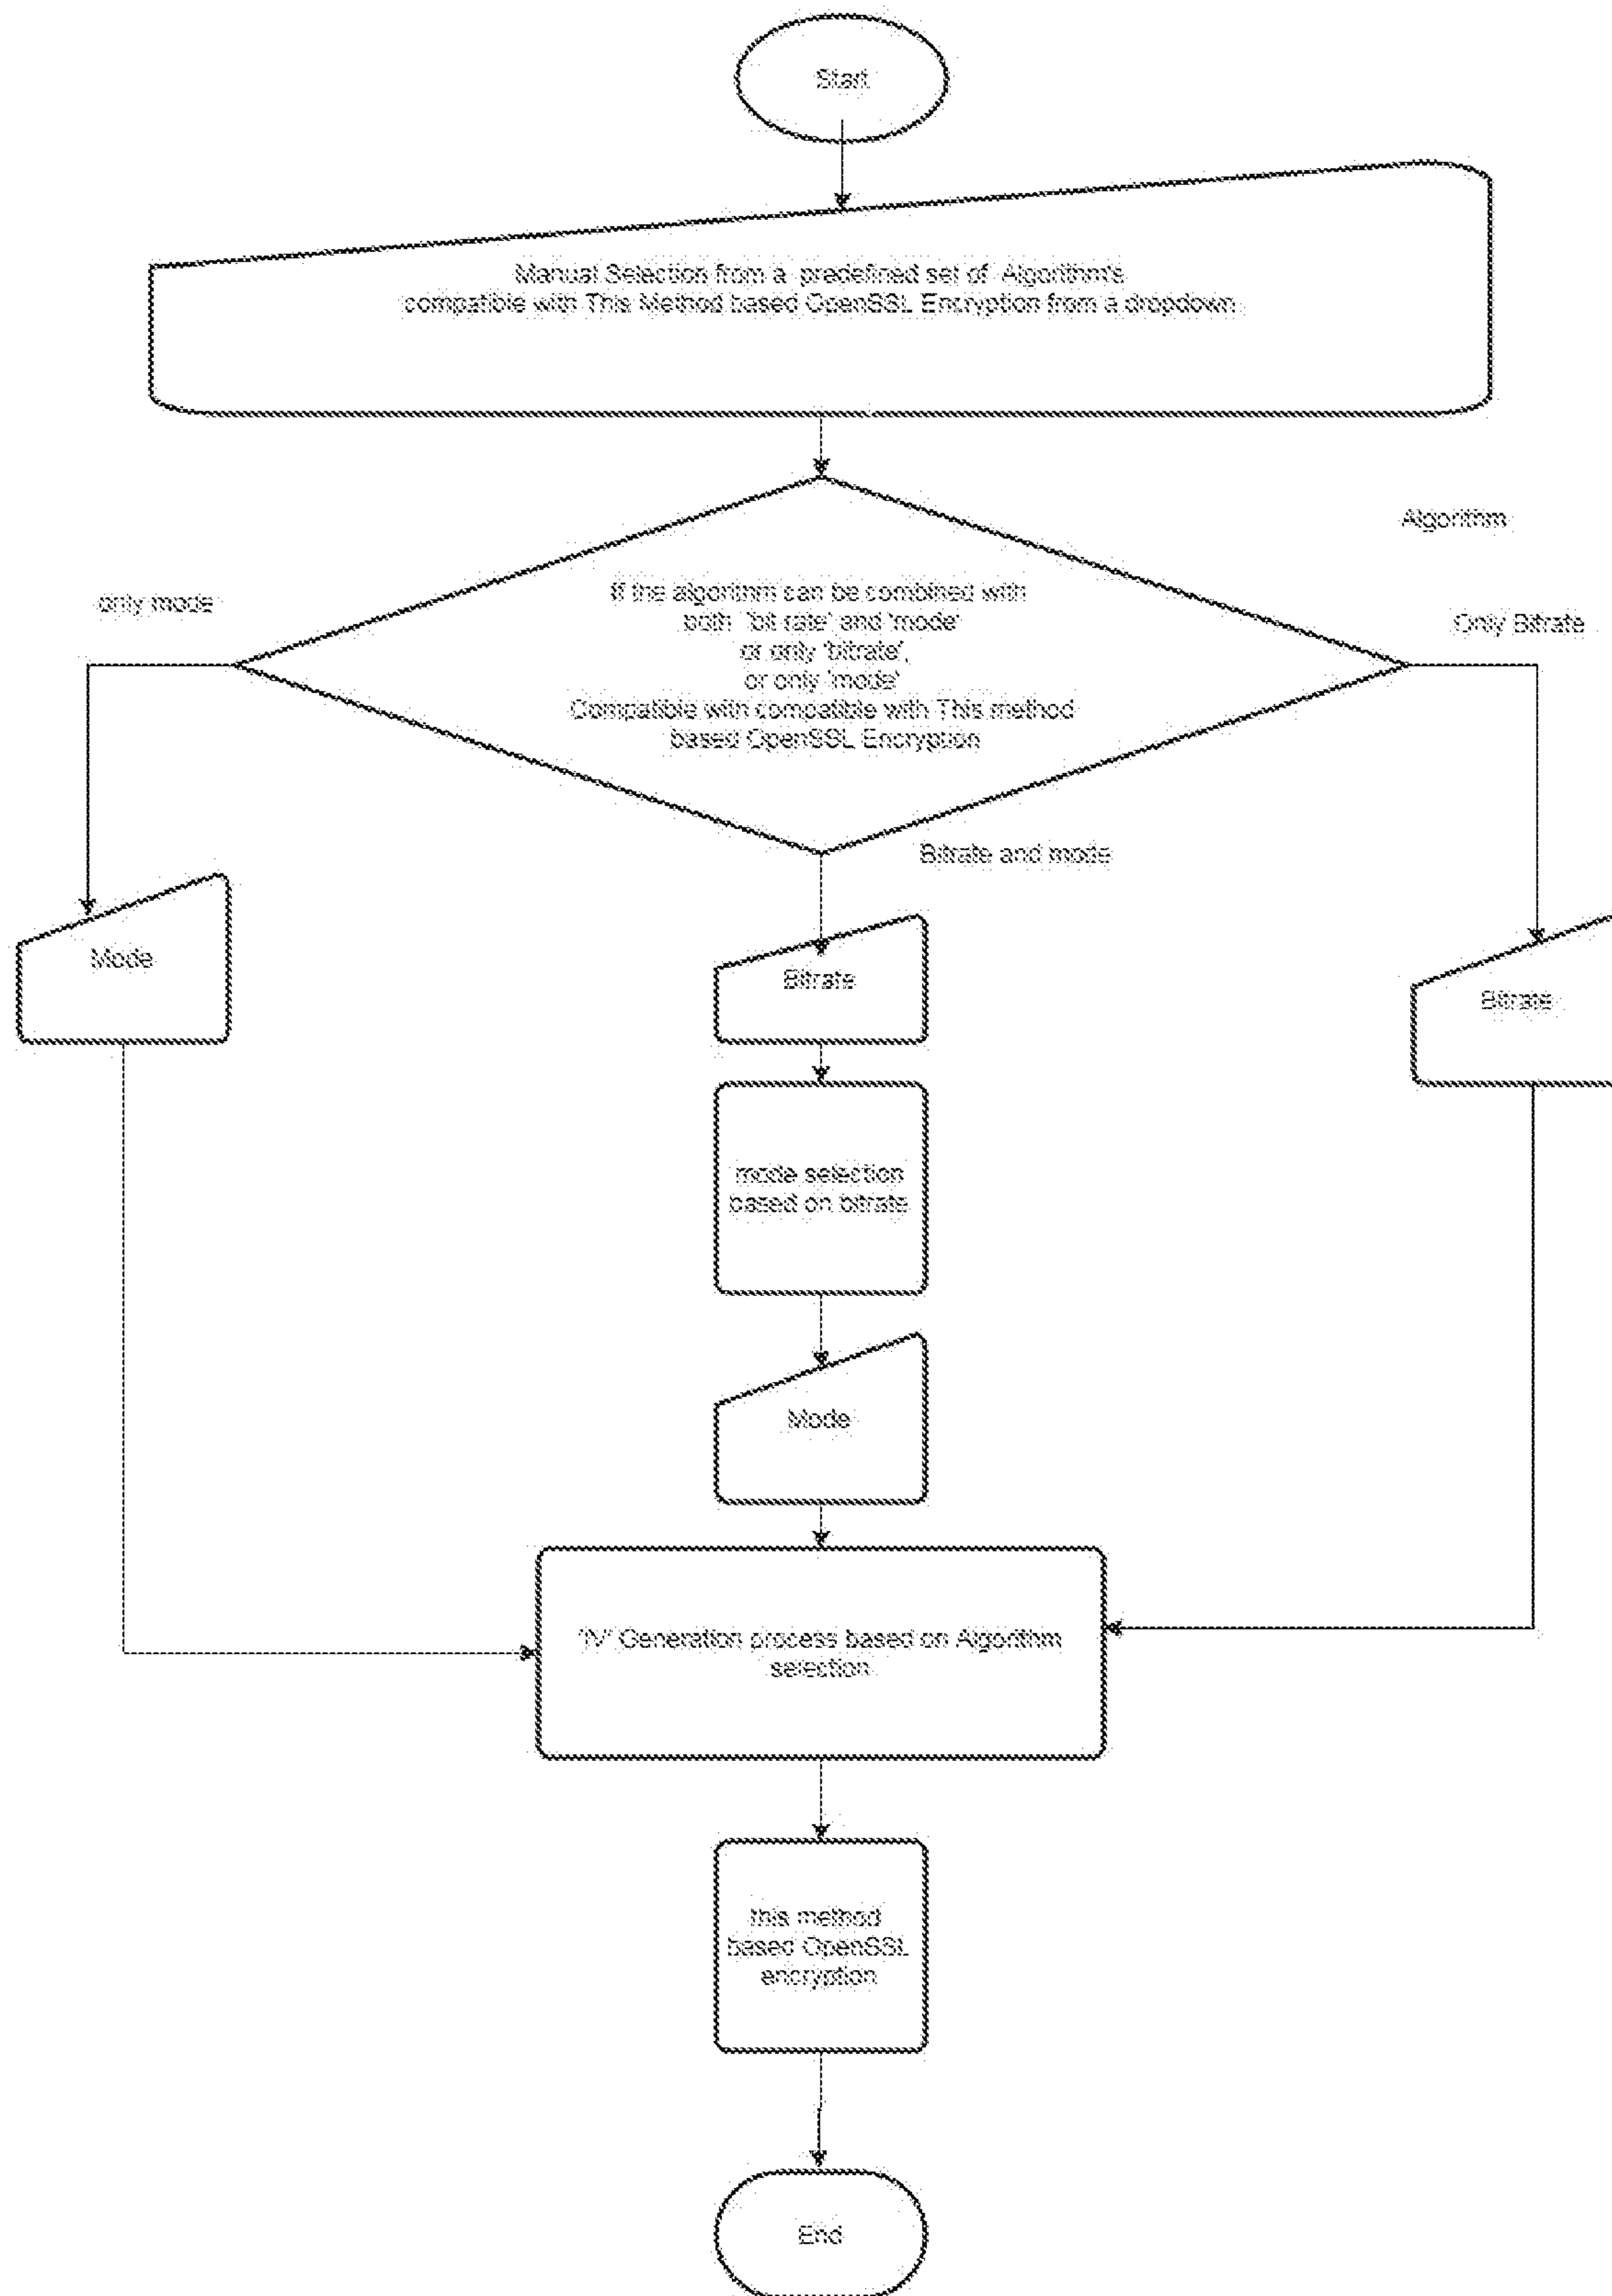 Start
Manual Selection from a predefined set of Algorithm's
compatible with This Method based OpenSSL Encryption from a dropdown
Algorithm
only mode
If the algorithm can be combined with
both 'bit rate' and 'mode'
or only 'bitrate',
or only 'mode'
Compatible with compatible with This method
based OpenSSL Encryption
Only Bitrate
Bitrate and mode
Mode
Bitrate
Bitrate
mode selection
based on bitrate
Mode
'IV' Generation process based on Algorithm
selection
this method
based OpenSSL
encryption
End